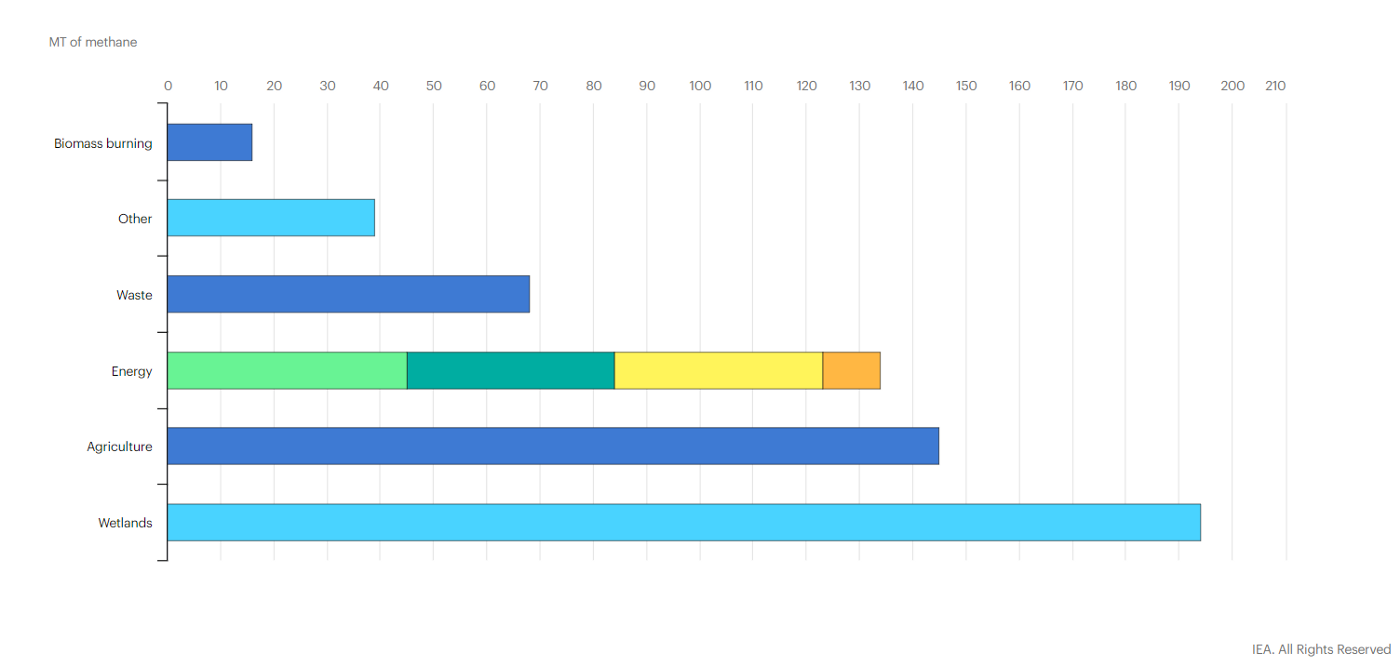 MT of methane
0 10 20 30 40 50 60 70 80 90 100 110 120 130 140 150 160 170 180 190 200 210
Biomass burning
Other
Waste
Energy
Agriculture
Wetlands
IEA. All Rights Reserved